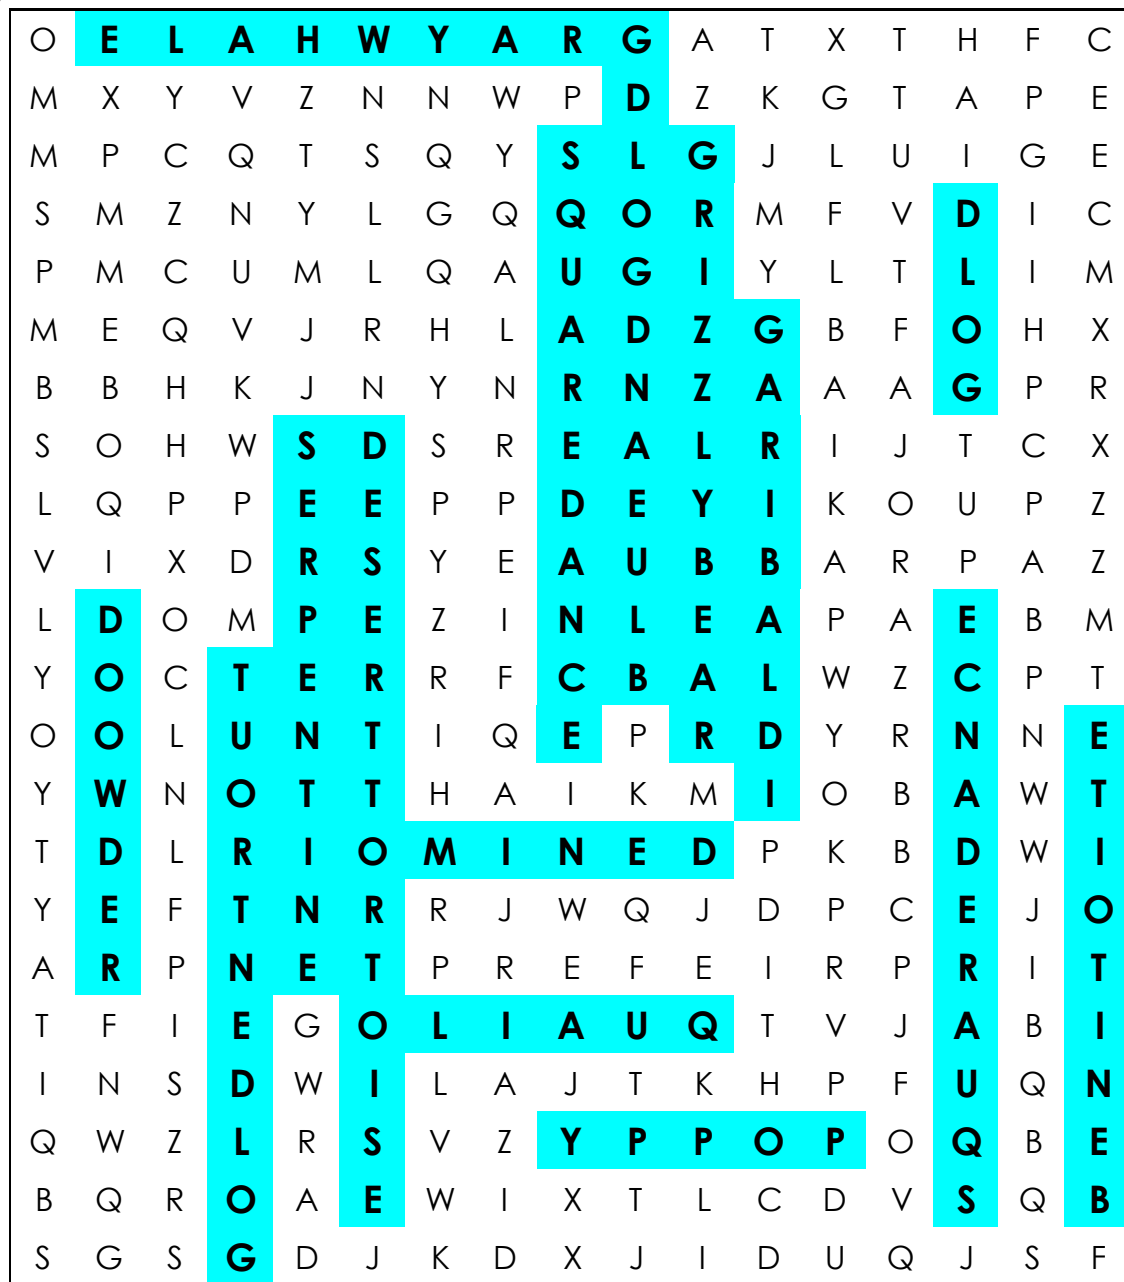 O E L A H W Y A R G A T X T H F C
M X Y V Z N N W P D Z K G T A P E
M P C Q T S Q Y S L G J L U I G E
S M Z N Y L G Q Q O R M F V D I C
P M C U M L Q A U G I Y L T L I M
M E Q V J R H L A D Z G B F O H X
B B H K J N Y N R N Z A A A G P R
S O H W S D S R E A L R I J T C X
L Q P P E E P P D E Y I K O U P Z
V I X D R S Y E A U B B A R P A Z
L D O M P E Z I N L E A P A E B M
Y O C T E R R F C B A L W Z C P T
O O L U N T I Q E P R D Y R N N E
Y W N O T T H A I K M I O B A W T
T D L R I O M I N E D P K B D W I
Y E F T N R R J W Q J D P C E J O
A R P N E T P R E F E I R P R I T
T F I E G O L I A U Q T V J A B I
I N S D W I L A J T K H P F U Q N
Q W Z L R S V Z Y P P O P O Q B E
B Q R O A E W I X T L C D V S Q B
S G S G D J K D X J I D U Q J S F